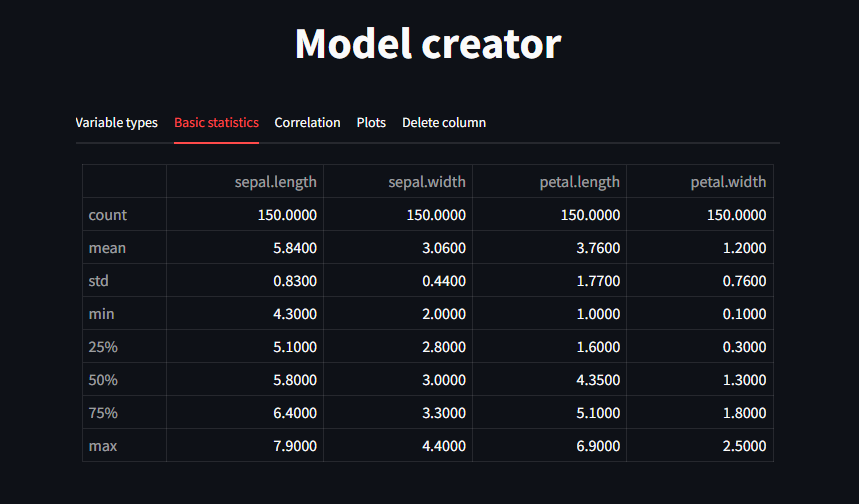 Model creator
Variable types Basic statistics Correlation Plots Delete column
sepal.length sepal.width petal.length petal.width
count 150.0000 150.0000 150.0000 150.0000
mean 5.8400 3.0600 3.7600 1.2000
std 0.8300 0.4400 1.7700 0.7600
min 4.3000 2.0000 1.0000 0.1000
25% 5.1000 2.8000 1.6000 0.3000
50% 5.8000 3.0000 4.3500 1.3000
75% 6.4000 3.3000 5.1000 1.8000
max 7.9000 4.4000 6.9000 2.5000